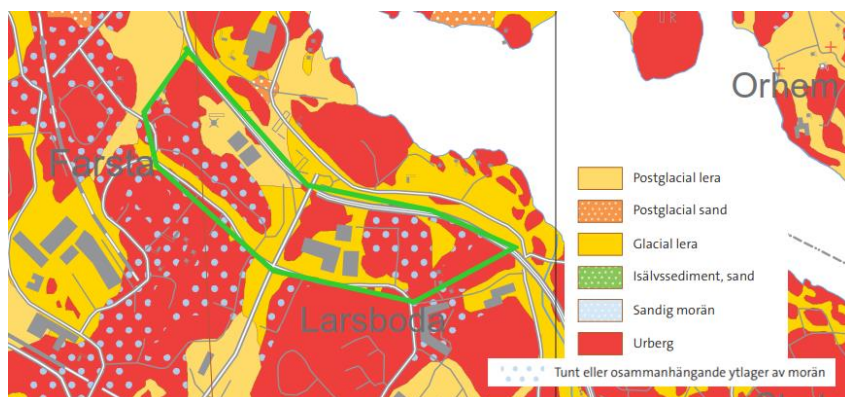 Orhem
Farsta
Larsboda
Postglacial lera
Postglacial sand
Glacial lera
Isälvssediment, sand
Sandig morän
Urberg
Tunt eller osammanhängande ytlager av morän